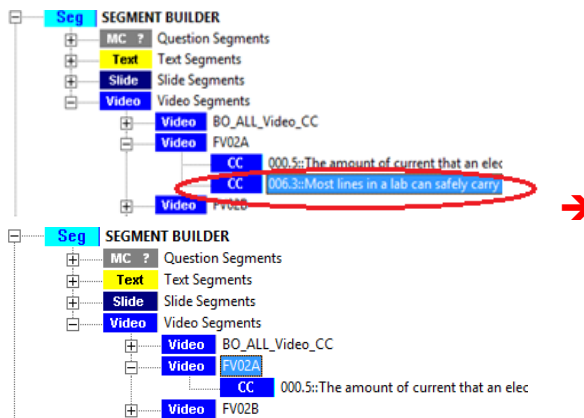 Seg SEGMENT BUILDER
MC ? Question Segments
Text Text Segments
Slide Slide Segments
Video Video Segments
Video BO_ALL_Video_CC
Video FV02A
CC 000.5::The amount of current that an elec
CC 006.3::Most lines in a lab can safely carry
Video FV02B
Seg SEGMENT BUILDER
MC ? Question Segments
Text Text Segments
Slide Slide Segments
Video Video Segments
Video BO_ALL_Video_CC
Video FV02A
CC 000.5::The amount of current that an elec
Video FV02B